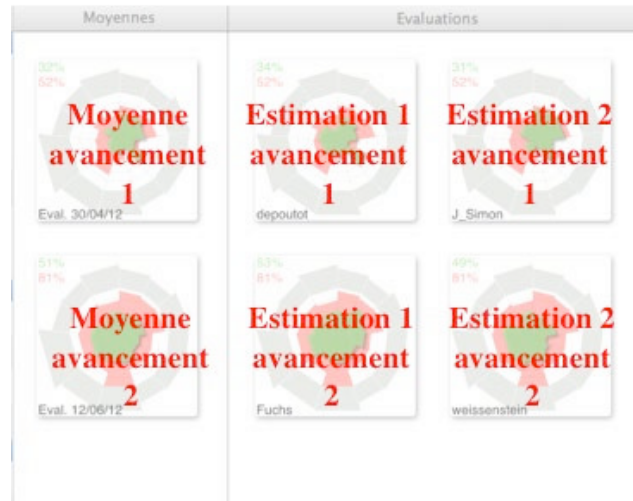 Moyennes
Evaluations
32%
52%
Moyenne
avancement
1
Eval. 30/04/12
34%
52%
Estimation 1
avancement
1
depoutot
31%
52%
Estimation 2
avancement
1
J_Simon
51%
81%
Moyenne
avancement
2
Eval. 12/06/12
53%
81%
Estimation 1
avancement
2
Fuchs
49%
81%
Estimation 2
avancement
2
weissenstein